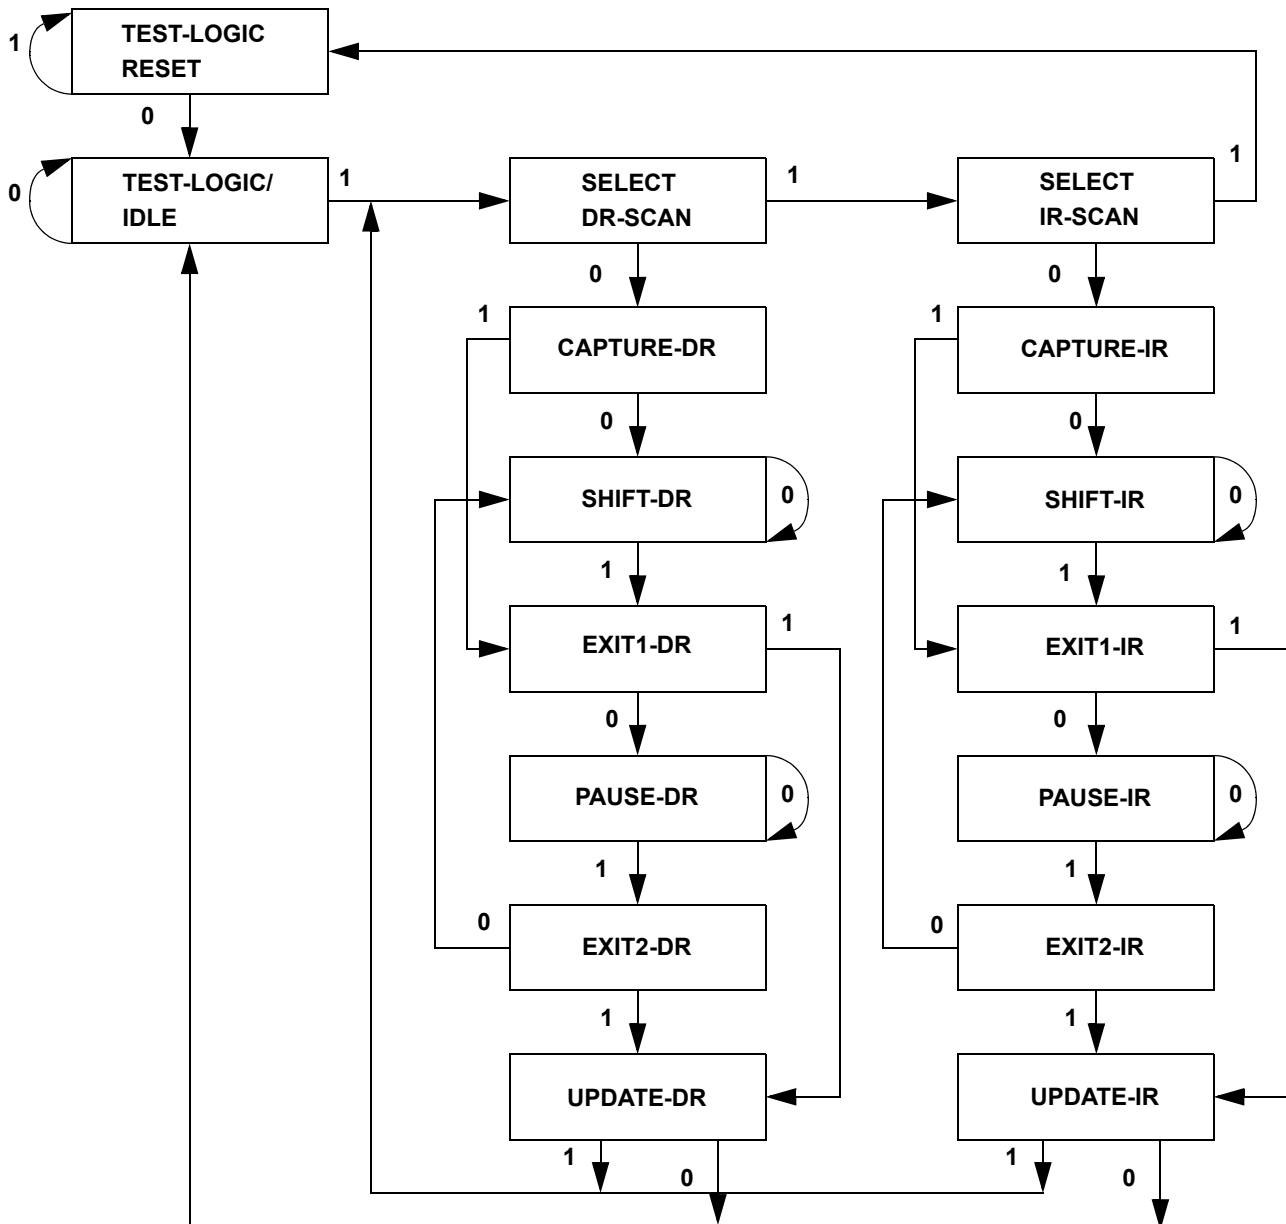 1
TEST-LOGIC
RESET
0
0
TEST-LOGIC/
IDLE
1
SELECT
DR-SCAN
1
SELECT
IR-SCAN
1
0
0
1
CAPTURE-DR
1
CAPTURE-IR
0
0
SHIFT-DR
0
SHIFT-IR
0
1
1
EXIT1-DR
1
EXIT1-IR
1
0
0
PAUSE-DR
0
PAUSE-IR
0
1
1
0
EXIT2-DR
0
EXIT2-IR
1
1
UPDATE-DR
UPDATE-IR
1
0
1
0